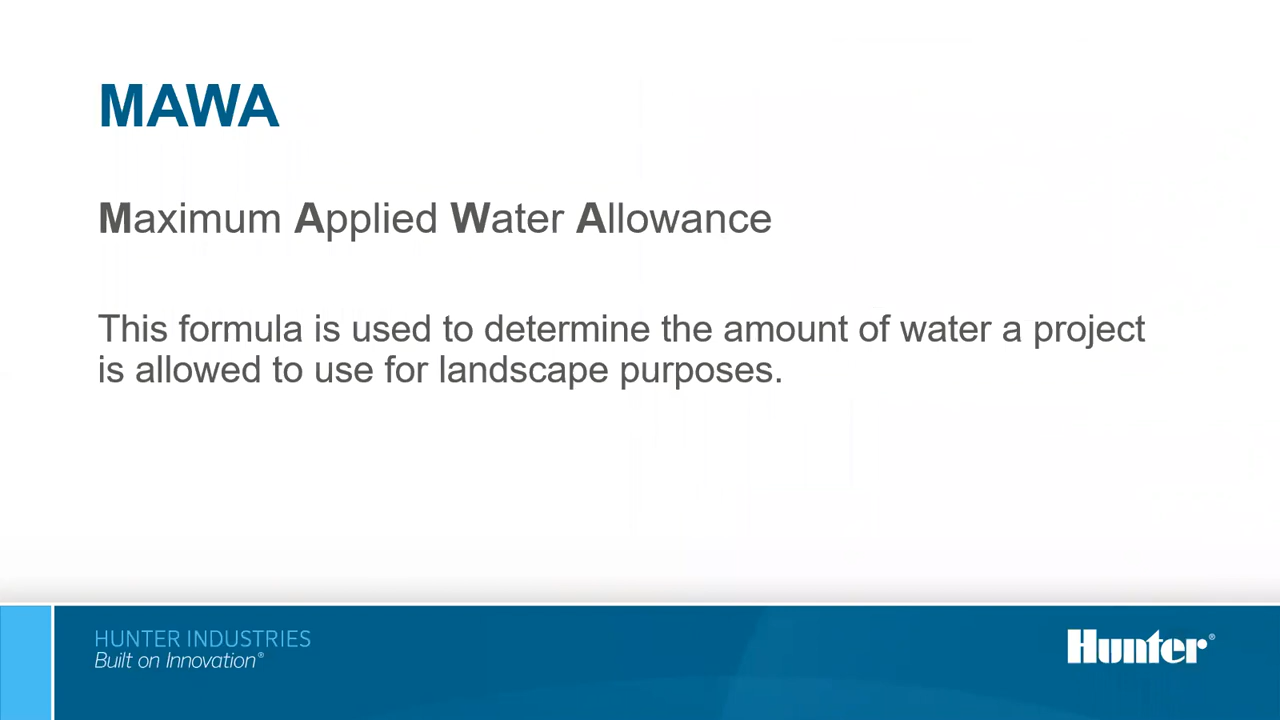 MAWA
Maximum Applied Water Allowance
This formula is used to determine the amount of water a project
is allowed to use for landscape purposes.
HUNTER INDUSTRIES
Built on Innovation®
Hunter®